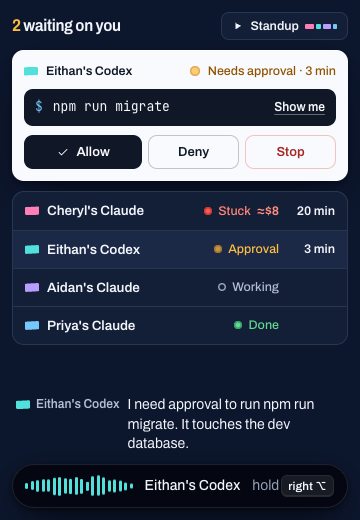 2 waiting on you
Standup
Eithan's Codex
Needs approval · 3 min
$ npm run migrate
Show me
Allow
Deny
Stop
Cheryl's Claude Stuck ≈$8 20 min
Eithan's Codex Approval 3 min
Aidan's Claude Working
Priya's Claude Done
Eithan's Codex I need approval to run npm run
migrate. It touches the dev
database.
Eithan's Codex hold right ⌥